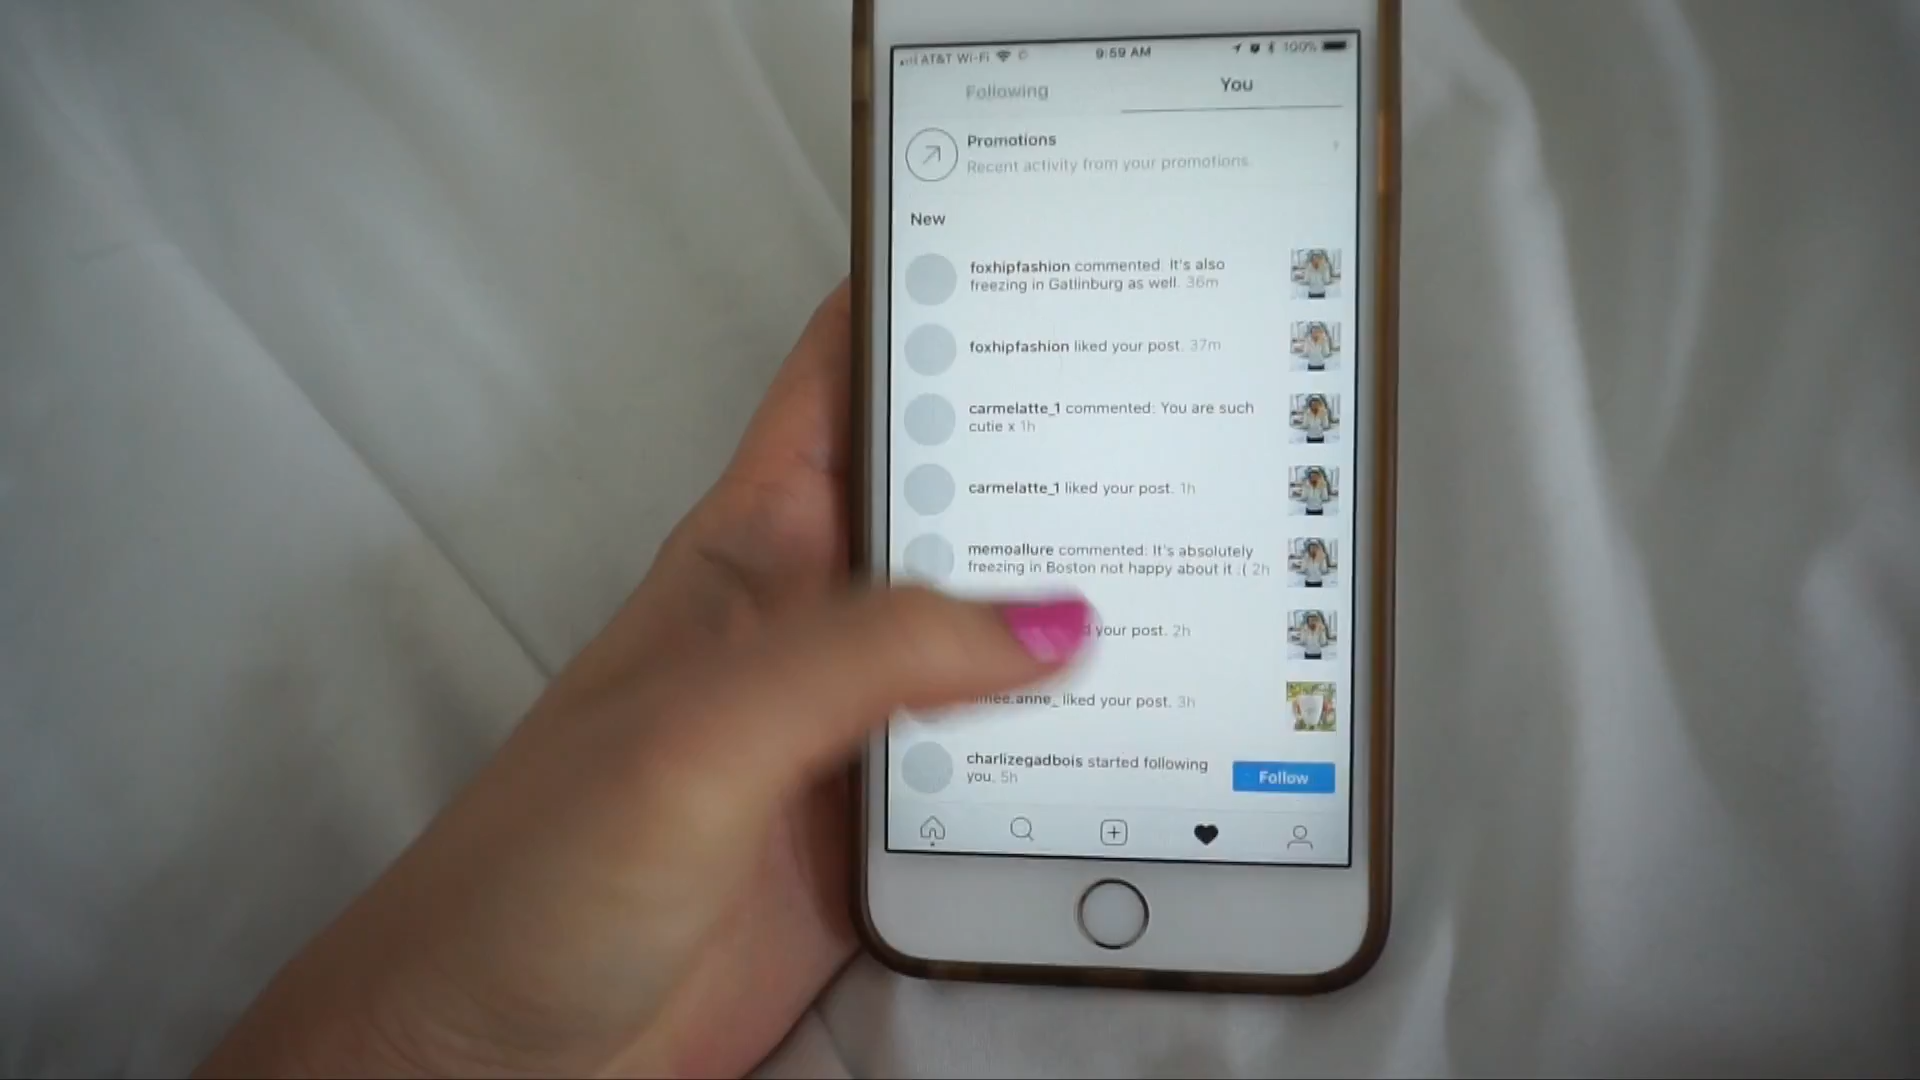 AT&T Wi-Fi 9:59 AM 100%
Following You
Promotions
Recent activity from your promotions.
New
foxhipfashion commented: It's also
freezing in Gatlinburg as well. 36m
foxhipfashion liked your post. 37m
carmelatte_1 commented: You are such
cutie x 1h
carmelatte_1 liked your post. 1h
memoallure commented: It's absolutely
freezing in Boston not happy about it :( 2h
your post. 2h
liked your post. 3h
charlizegadbois started following
you. 5h
Follow